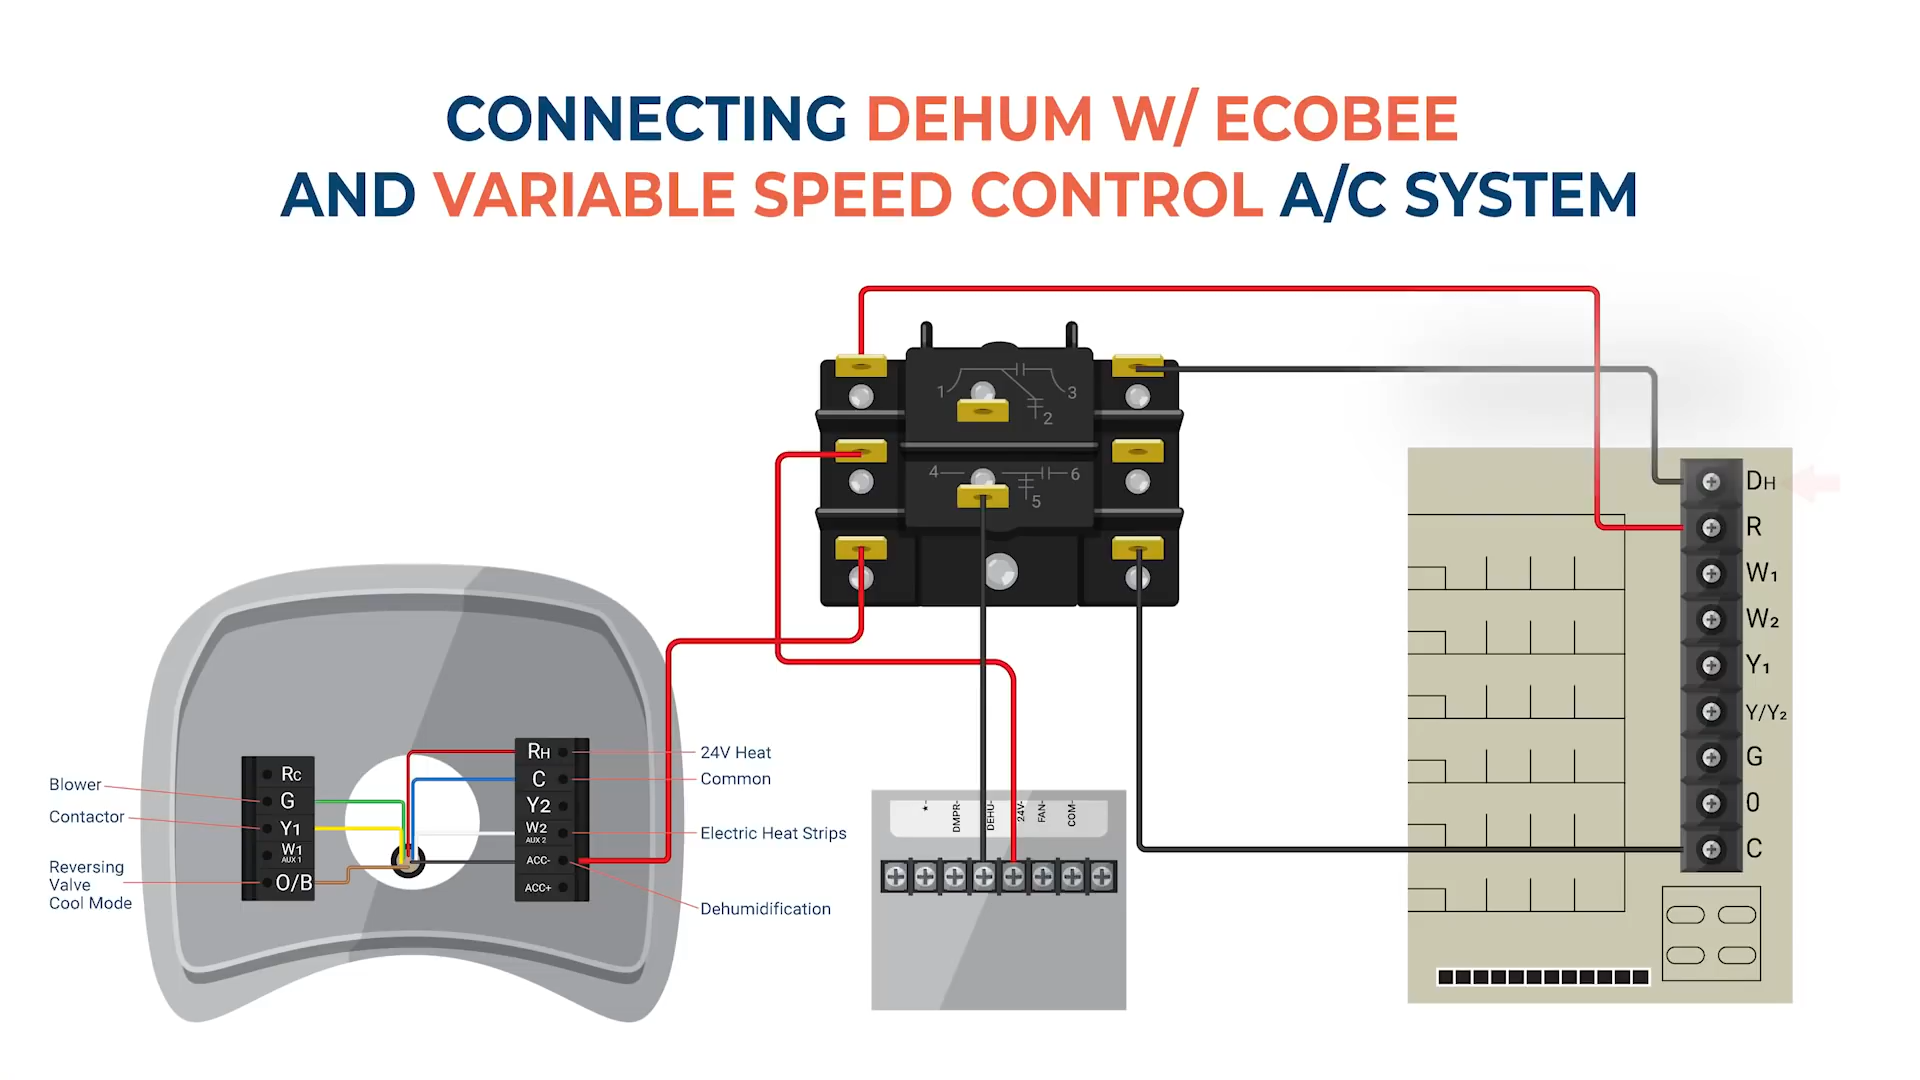 CONNECTING DEHUM W/ ECOBEE
AND VARIABLE SPEED CONTROL A/C SYSTEM
1
3
2
4
6
5
DH
R
W1
W2
Y1
Y/Y2
G
0
C
Blower
Contactor
Reversing
Valve
Cool Mode
RC
G
Y1
W1
AUX 1
O/B
RH
C
Y2
W2
AUX 2
ACC-
ACC+
24V Heat
Common
Electric Heat Strips
Dehumidification
★-
DMPR-
DEHU-
24V-
FAN-
COM-